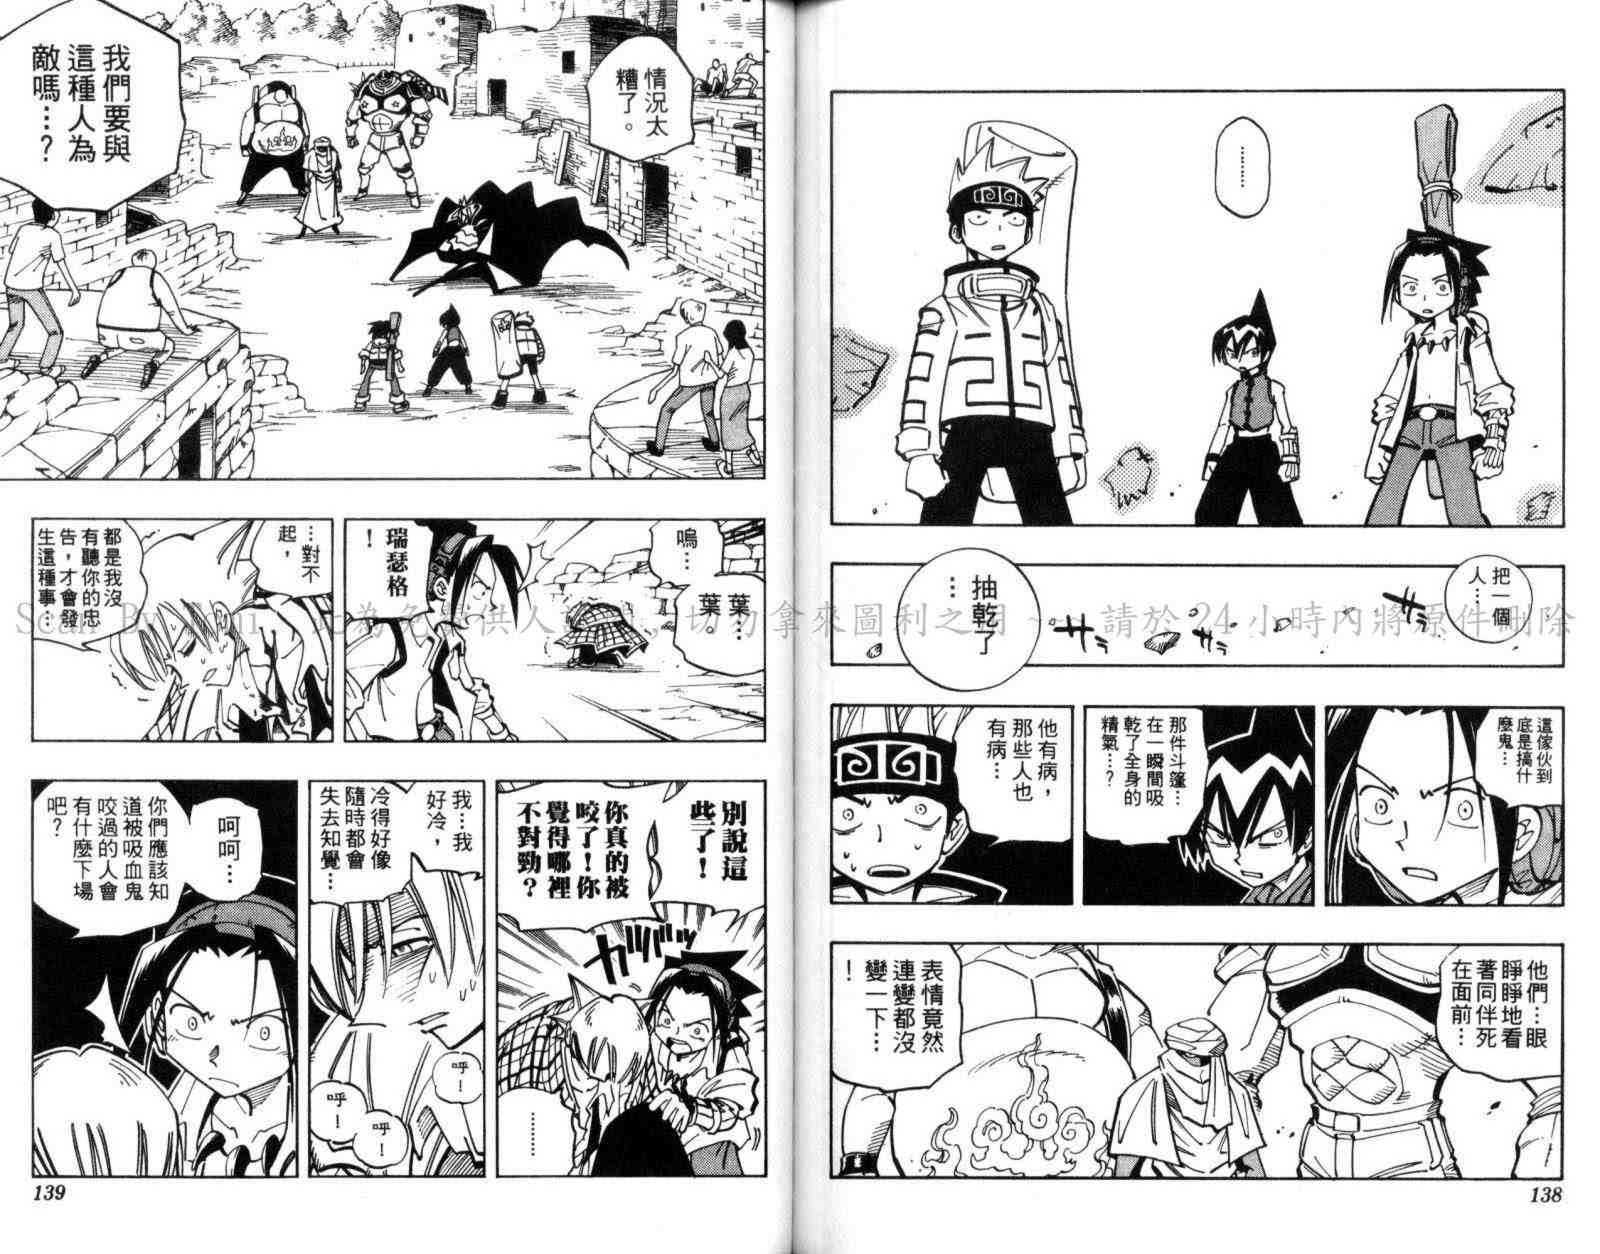 ………
把一個
人…
抽乾了
…
這傢伙到
底是搞什
麼鬼…
那件斗篷…
在一瞬間吸
乾了全身的
精氣…?
他有病，
那些人也
有病…
他們…眼
睜睜地看
著同伴死
在面前…
表情竟然
連變都沒
變一下…
！
138
情況太
糟了。
我們要與
這種人為
敵嗎…?
嗚…
葉…
葉。
瑞瑟格
！
…對不
起，
都是我沒
有聽你的忠
告，才會發
生這種事…
別說這
些了！
你真的被
咬了！你
覺得哪裡
不對勁？
………
我…我
好冷，
冷得好像
隨時都會
失去知覺…
呼！
呼！
呼！
呵呵…
你們應該知
道被吸血鬼
咬過的人會
有什麼下場
吧？
139